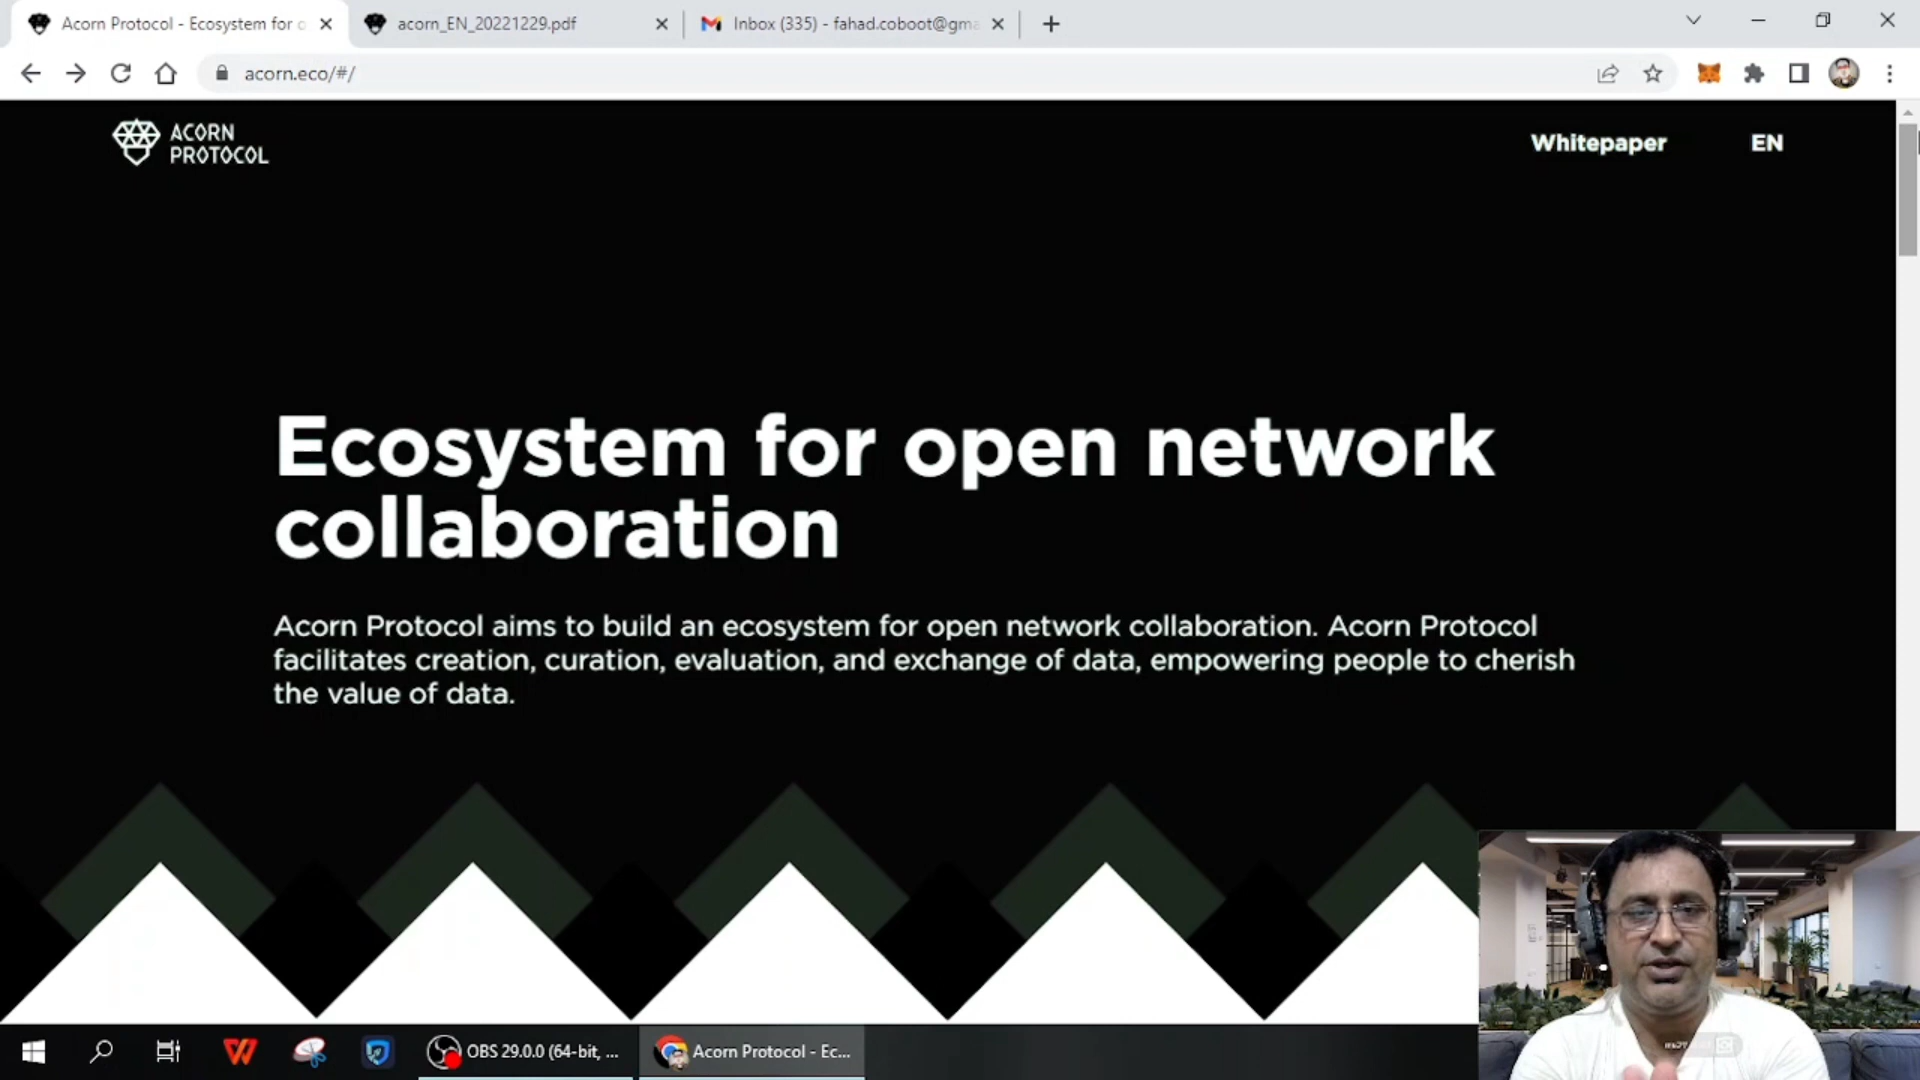 Acorn Protocol - Ecosystem for o
acorn_EN_20221229.pdf
Inbox (335) - fahad.coboot@gma
acorn.eco/#/
ACORN
PROTOCOL
Whitepaper
EN
Ecosystem for open network
collaboration
Acorn Protocol aims to build an ecosystem for open network collaboration. Acorn Protocol
facilitates creation, curation, evaluation, and exchange of data, empowering people to cherish
the value of data.
OBS 29.0.0 (64-bit, ...
Acorn Protocol - Ec...